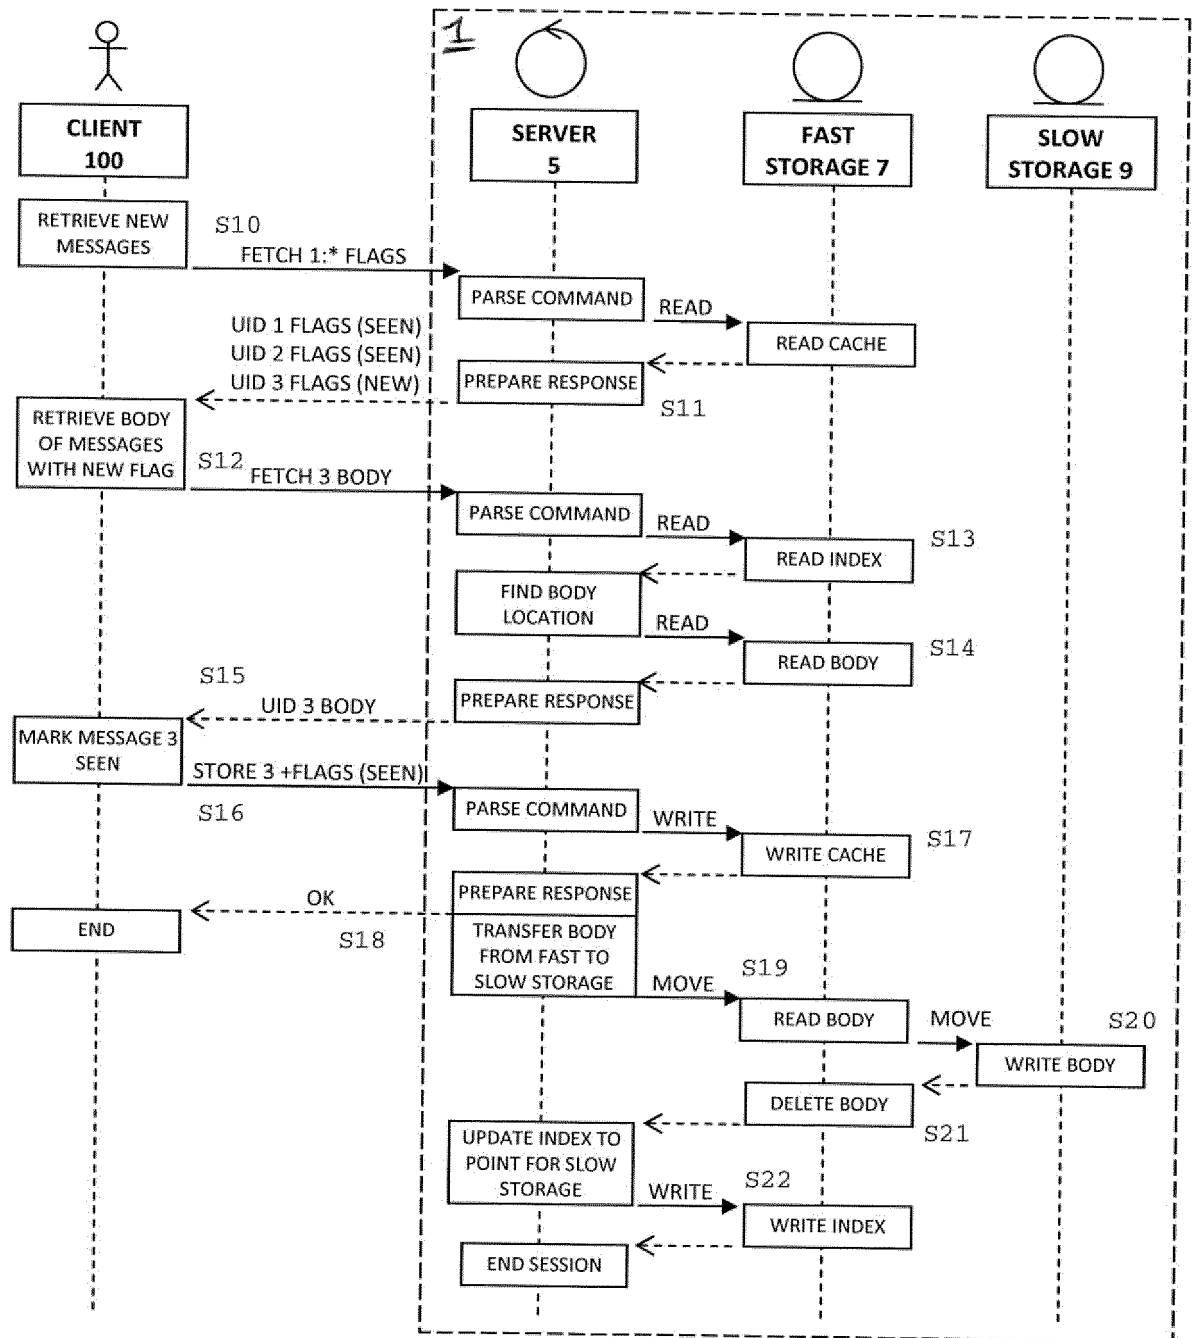 1
CLIENT
100
SERVER
5
FAST
STORAGE 7
SLOW
STORAGE 9
RETRIEVE NEW
MESSAGES
S10
FETCH 1:* FLAGS
PARSE COMMAND
READ
READ CACHE
UID 1 FLAGS (SEEN)
UID 2 FLAGS (SEEN)
UID 3 FLAGS (NEW)
PREPARE RESPONSE
S11
RETRIEVE BODY
OF MESSAGES
WITH NEW FLAG
S12
FETCH 3 BODY
PARSE COMMAND
READ
READ INDEX
S13
FIND BODY
LOCATION
READ
READ BODY
S14
S15
UID 3 BODY
PREPARE RESPONSE
MARK MESSAGE 3
SEEN
STORE 3 +FLAGS (SEEN)
S16
PARSE COMMAND
WRITE
WRITE CACHE
S17
PREPARE RESPONSE
OK
END
S18
TRANSFER BODY
FROM FAST TO
SLOW STORAGE
MOVE
S19
READ BODY
MOVE
S20
WRITE BODY
DELETE BODY
S21
UPDATE INDEX TO
POINT FOR SLOW
STORAGE
WRITE
S22
WRITE INDEX
END SESSION